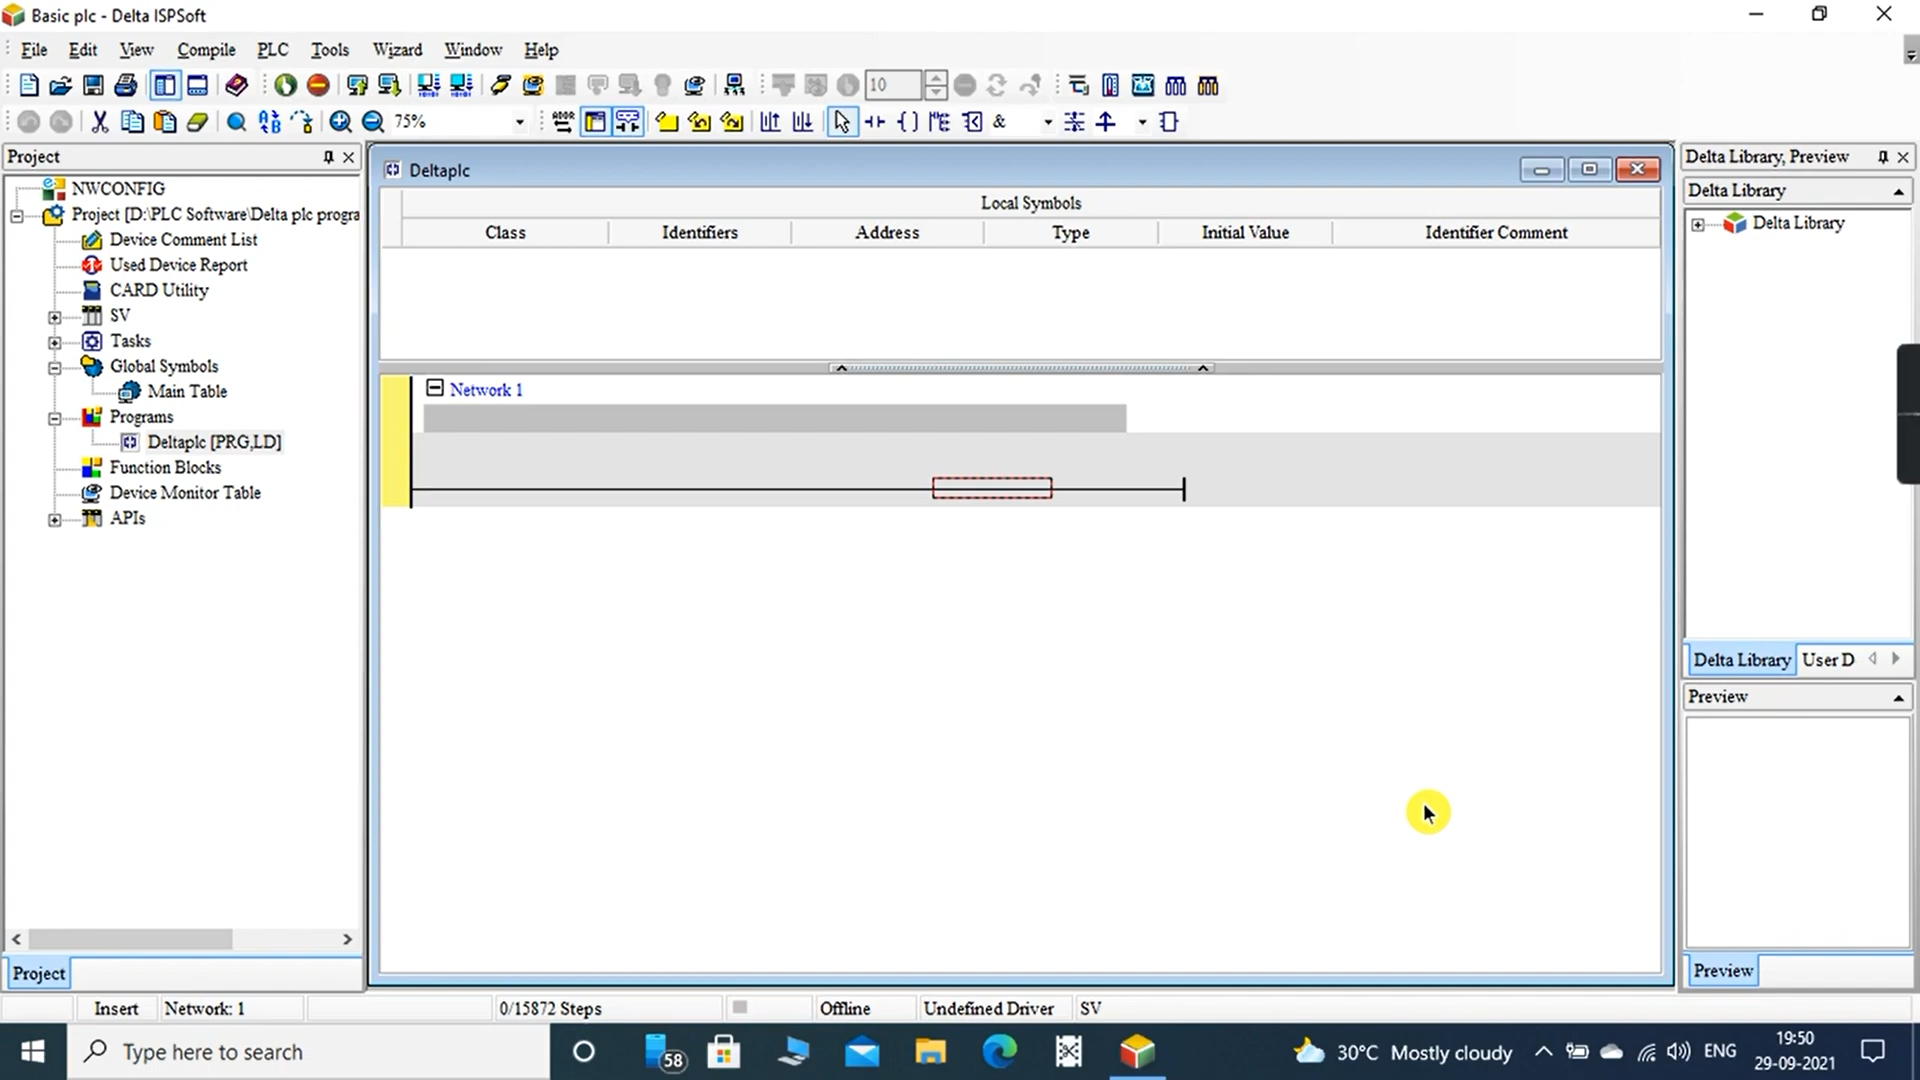 Basic plc - Delta ISPSoft
File Edit View Compile PLC Tools Wizard Window Help
10
75% ADDR &
Project
NWCONFIG
Project [D:\PLC Software\Delta plc progra
Device Comment List
Used Device Report
CARD Utility
SV
Tasks
Global Symbols
Main Table
Programs
Deltaplc [PRG,LD]
Function Blocks
Device Monitor Table
APIs
Project
Deltaplc
Local Symbols
Class Identifiers Address Type Initial Value Identifier Comment
Network 1
Delta Library, Preview
Delta Library
Delta Library
Delta Library User D
Preview
Preview
Insert Network: 1 0/15872 Steps Offline Undefined Driver SV
Type here to search
58
30°C Mostly cloudy
ENG
19:50
29-09-2021